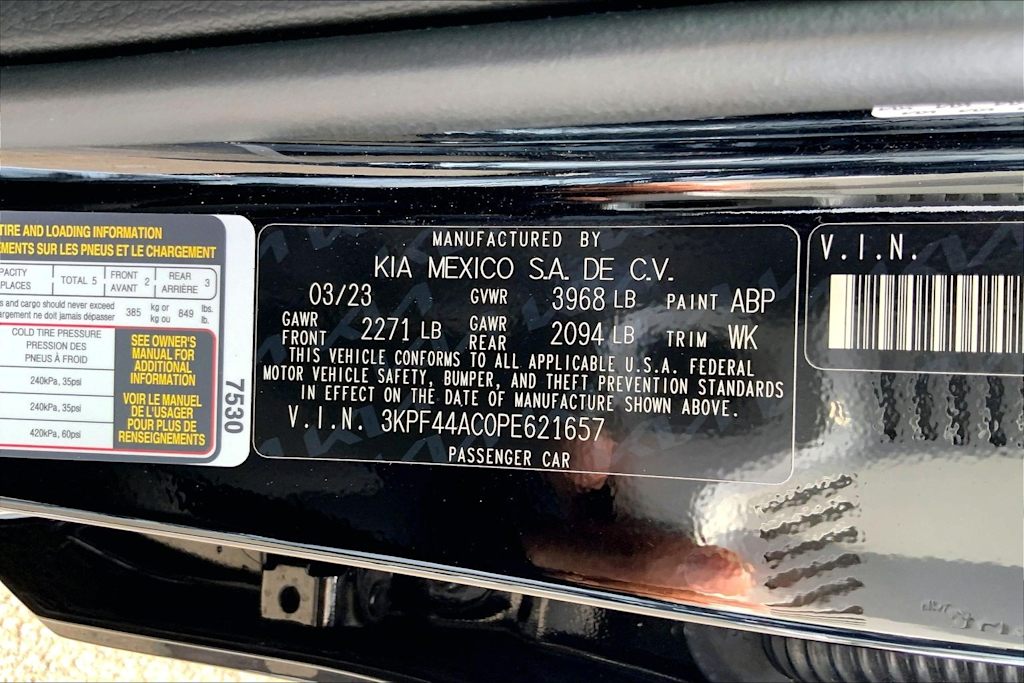 TIRE AND LOADING INFORMATION
SUR LES PNEUS ET LE CHARGEMENT
TOTAL 5
FRONT
AVANT 2
REAR
ARRIÈRE 3
and cargo should never exceed
ne doit jamais dépasser
385
kg or
kg ou
849
lbs.
lb.
COLD TIRE PRESSURE
PRESSION DES
PNEUS À FROID
240kPa, 35psi
240kPa, 35psi
420kPa, 60psi
SEE OWNER'S
MANUAL FOR
ADDITIONAL
INFORMATION
VOIR LE MANUEL
DE L'USAGER
POUR PLUS DE
RENSEIGNEMENTS
7530
MANUFACTURED BY
KIA MEXICO S.A. DE C.V.
03/23 GVWR 3968 LB PAINT ABP
GAWR FRONT 2271 LB GAWR REAR 2094 LB TRIM WK
THIS VEHICLE CONFORMS TO ALL APPLICABLE U.S.A. FEDERAL
MOTOR VEHICLE SAFETY, BUMPER, AND THEFT PREVENTION STANDARDS
IN EFFECT ON THE DATE OF MANUFACTURE SHOWN ABOVE.
V.I.N. 3KPF44AC0PE621657
PASSENGER CAR
V.I.N.